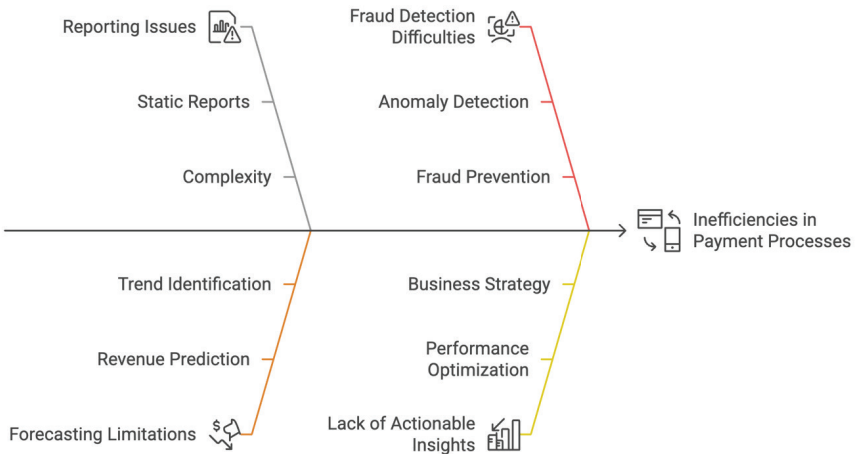 Reporting Issues
Static Reports
Complexity
Fraud Detection
Difficulties
Anomaly Detection
Fraud Prevention
Inefficiencies in
Payment Processes
Trend Identification
Revenue Prediction
Forecasting Limitations
Business Strategy
Performance
Optimization
Lack of Actionable
Insights